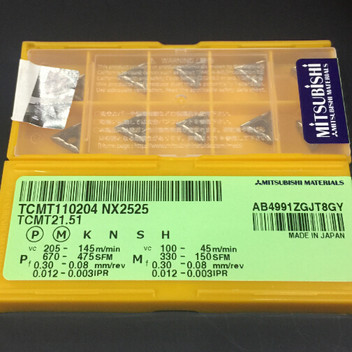 MITSUBISHI
MITSUBISHI MATERIALS
TCMT110204 NX2525
TCMT21.51
AB4991ZGJT8GY
MADE IN JAPAN
P M K N S H
P vc 205 - 145m/min
670 - 475SFM
f 0.30 - 0.08 mm/rev
0.012 - 0.003IPR
M vc 100 - 45m/min
330 - 150SFM
f 0.30 - 0.08 mm/rev
0.012 - 0.003IPR